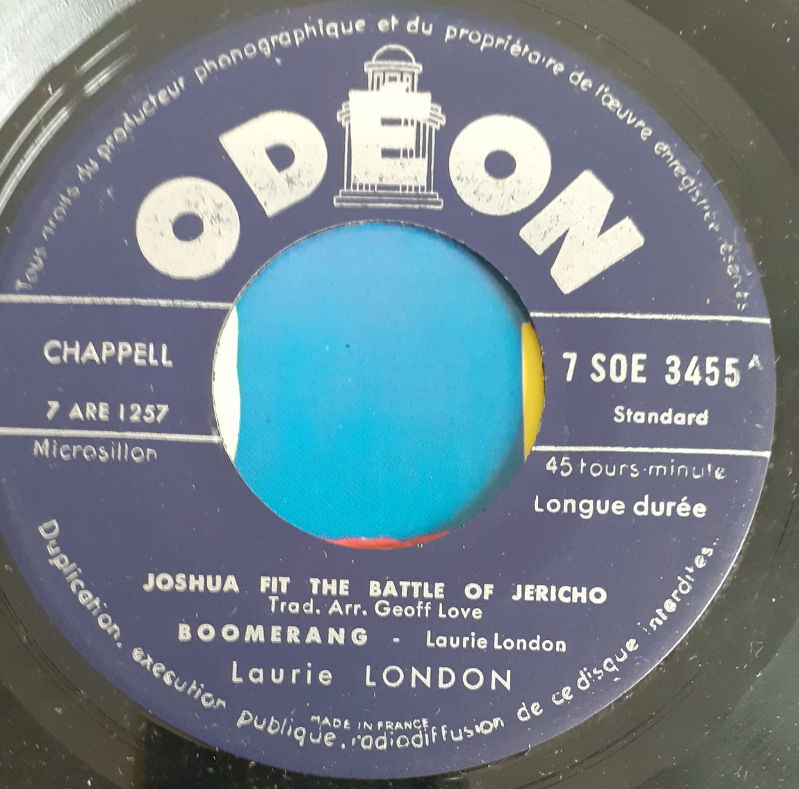 Tous droits du producteur phonographique et du propriétaire de l'œuvre enregistrée réservés
ODEON
CHAPPELL
7 ARE 1257
Microsillon
7 SOE 3455 A
Standard
45 tours-minute
Longue durée
JOSHUA FIT THE BATTLE OF JERICHO
Trad. Arr. Geoff Love
BOOMERANG - Laurie London
Laurie LONDON
MADE IN FRANCE
Duplication, exécution publique, radiodiffusion de ce disque interdites.